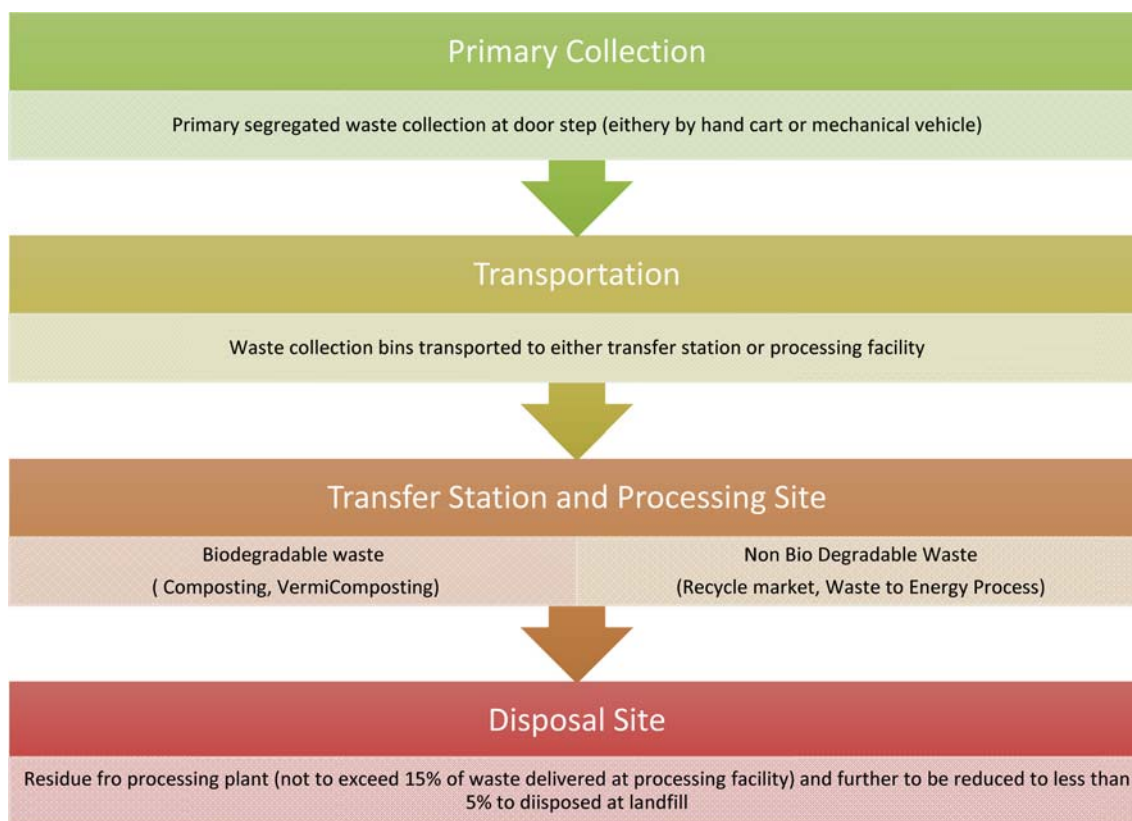 Primary Collection
Primary segregated waste collection at door step (eithery by hand cart or mechanical vehicle)
Transportation
Waste collection bins transported to either transfer station or processing facility
Transfer Station and Processing Site
Biodegradable waste
( Composting, VermiComposting)
Non Bio Degradable Waste
(Recycle market, Waste to Energy Process)
Disposal Site
Residue fro processing plant (not to exceed 15% of waste delivered at processing facility) and further to be reduced to less than
5% to diisposed at landfill